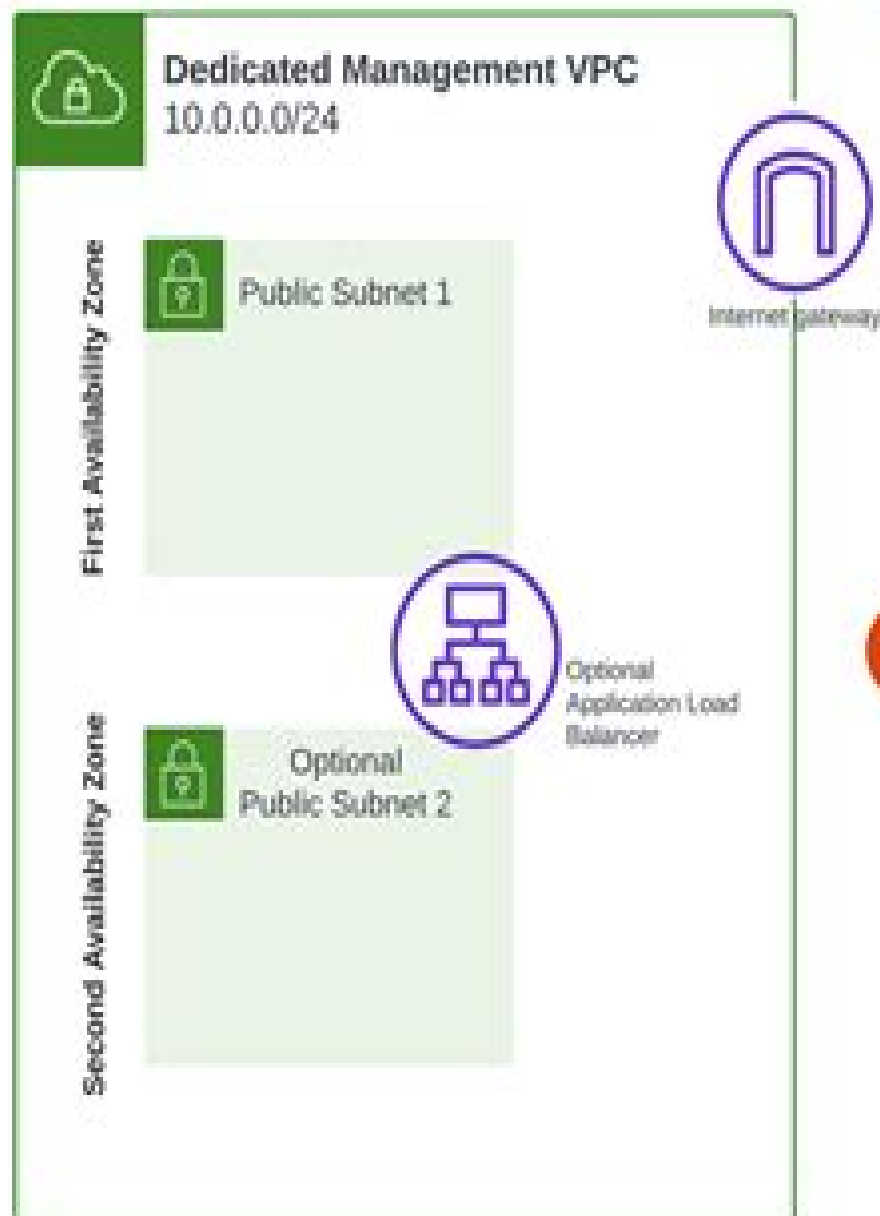 Dedicated Management VPC
10.0.0.0/24
Internet gateway
First Availability Zone
Public Subnet 1
Optional
Application Load
Balancer
Second Availability Zone
Optional
Public Subnet 2